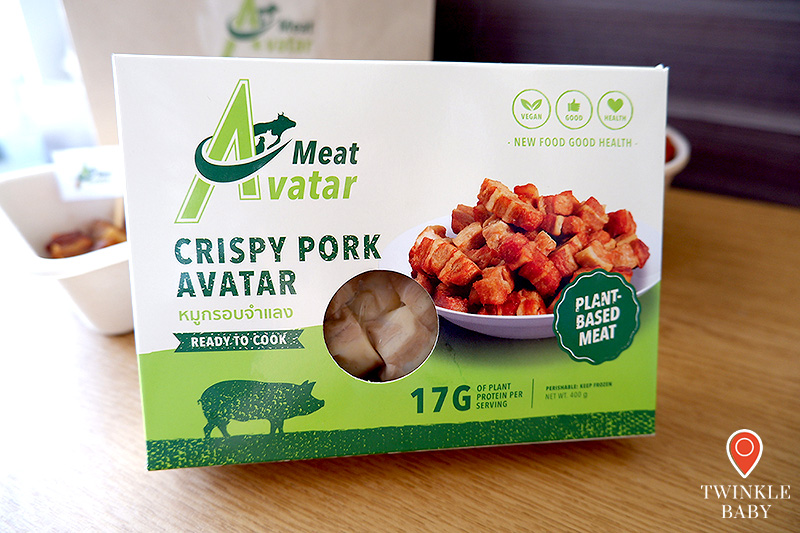 Meat
Avatar
Meat
Avatar
VEGAN
GOOD
HEALTH
- NEW FOOD GOOD HEALTH -
CRISPY PORK
AVATAR
หมูกรอบจำแลง
READY TO COOK
PLANT-
BASED
MEAT
17G
OF PLANT
PROTEIN PER
SERVING
PERISHABLE: KEEP FROZEN
NET WT. 400 g
TWINKLE
BABY